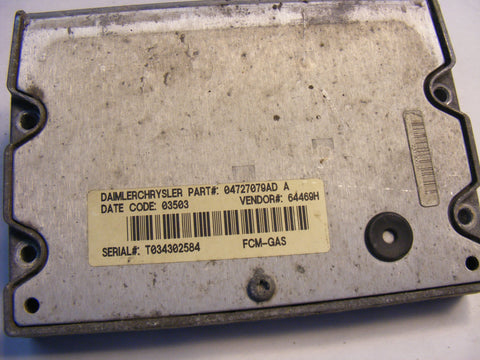 DAIMLERCHRYSLER PART#: 04727079AD A
DATE CODE: 03503 VENDOR#: 64469H
SERIAL#: T034302584 FCM-GAS